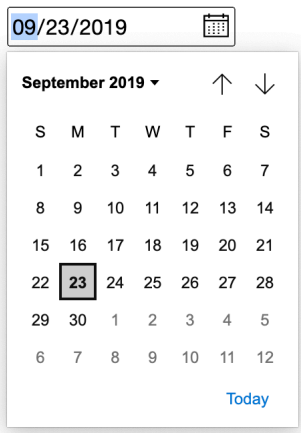 09/23/2019
September 2019
S M T W T F S
1 2 3 4 5 6 7
8 9 10 11 12 13 14
15 16 17 18 19 20 21
22 23 24 25 26 27 28
29 30 1 2 3 4 5
6 7 8 9 10 11 12
Today